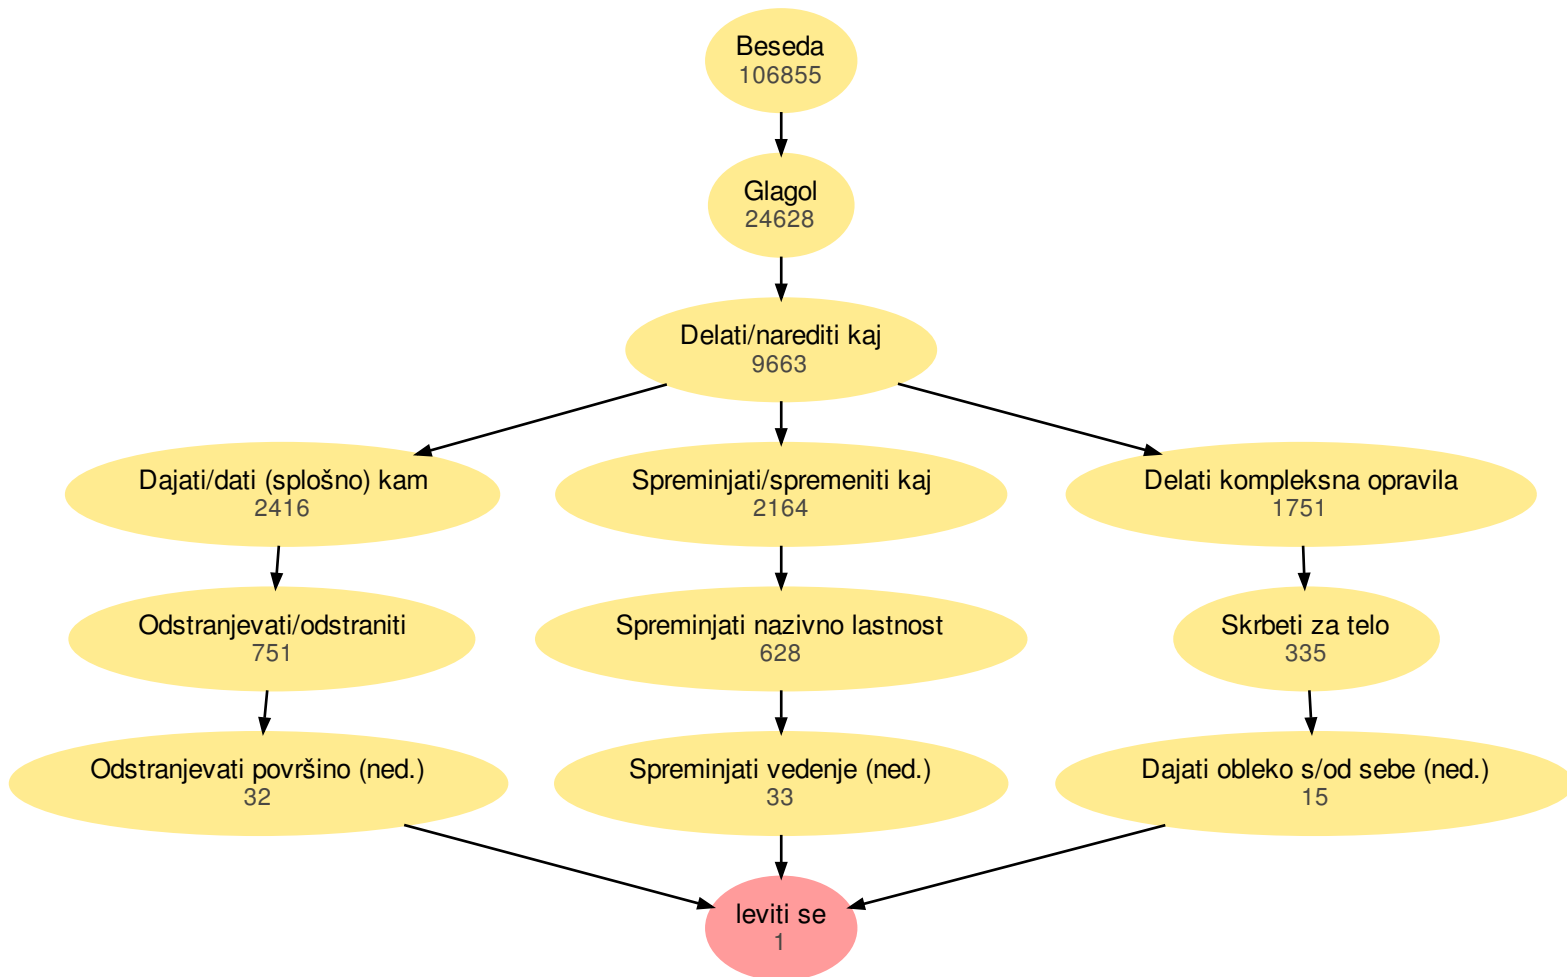 Beseda
106855
Glagol
24628
Delati/narediti kaj
9663
Dajati/dati (splošno) kam
2416
Spreminjati/spremeniti kaj
2164
Delati kompleksna opravila
1751
Odstranjevati/odstraniti
751
Spreminjati nazivno lastnost
628
Skrbeti za telo
335
Odstranjevati površino (ned.)
32
Spreminjati vedenje (ned.)
33
Dajati obleko s/od sebe (ned.)
15
leviti se
1